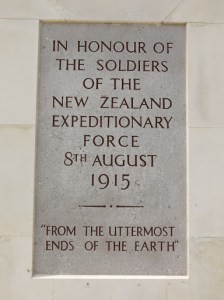 IN HONOUR OF
THE SOLDIERS
OF THE
NEW ZEALAND
EXPEDITIONARY
FORCE
8TH AUGUST
1915
"FROM THE UTTERMOST
ENDS OF THE EARTH"